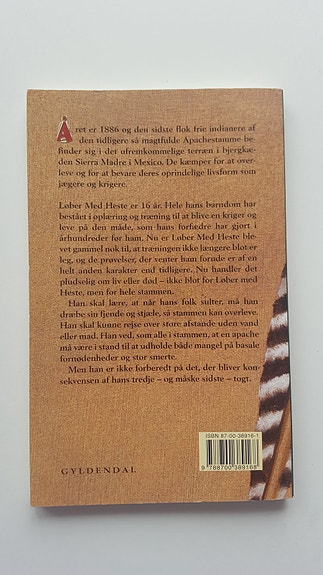 Året er 1886 og den sidste flok frie indianere af
den tidligere så magtfulde Apachestamme be-
finder sig i det ufremkommelige terræn i bjergkæ-
den Sierra Madre i Mexico. De kæmper for at over-
leve og for at bevare deres oprindelige livsform som
jægere og krigere.
Løber Med Heste er 16 år. Hele hans barndom har
bestået i oplæring og træning til at blive en kriger og
leve på den måde, som hans forfædre har gjort i
århundreder før ham. Nu er Løber Med Heste ble-
vet gammel nok til, at træningen ikke længere blot er
leg, og de prøvelser, der venter ham forude er af en
helt anden karakter end tidligere. Nu handler det
pludselig om liv eller død – ikke blot for Løber med
Heste, men for hele stammen.
Han skal lære, at når hans folk sulter, må han
dræbe sin fjende og stjæle, så stammen kan overleve.
Han skal kunne rejse over store afstande uden vand
eller mad. Han ved, som alle i stammen, at en apache
må være i stand til at udholde både mangel på basale
fornødenheder og stor smerte.
Men han er ikke forberedt på det, der bliver kon-
sekvensen af hans tredje – og måske sidste – togt.
ISBN 87-00-38916-1
9 788700 389168
GYLDENDAL